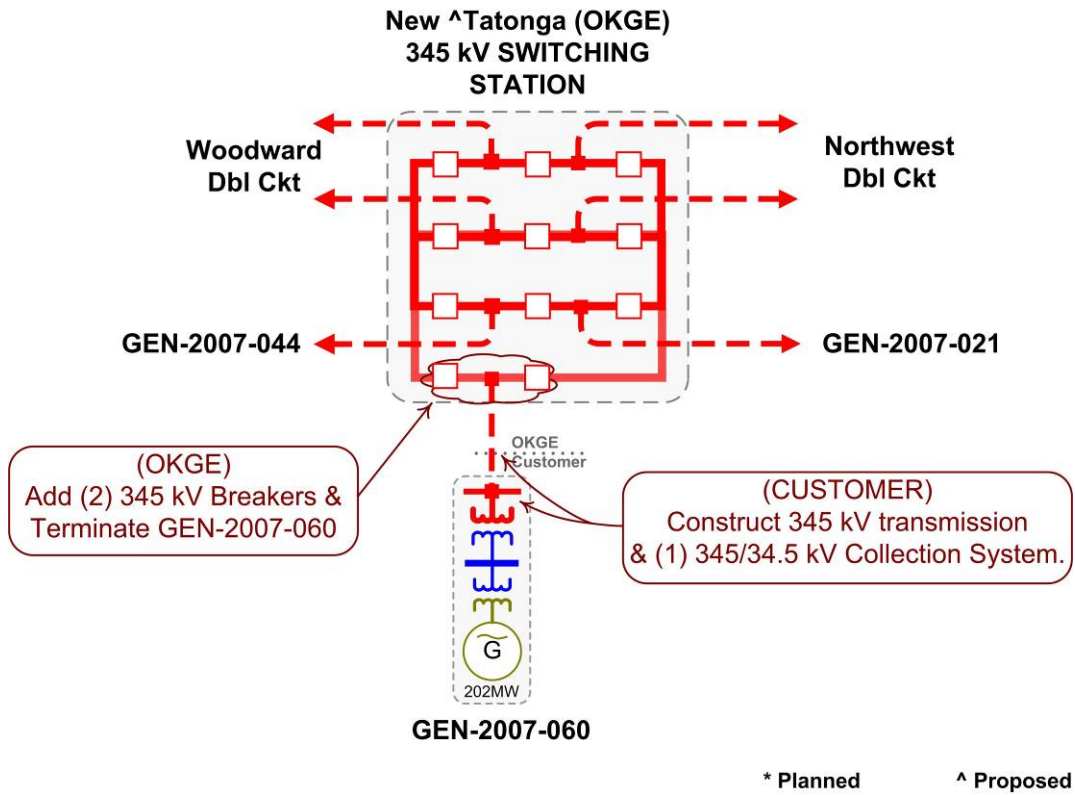 New ^Tatonga (OKGE)
345 kV SWITCHING
STATION
Woodward
Dbl Ckt
Northwest
Dbl Ckt
GEN-2007-044
GEN-2007-021
OKGE
Customer
(OKGE)
Add (2) 345 kV Breakers &
Terminate GEN-2007-060
(CUSTOMER)
Construct 345 kV transmission
& (1) 345/34.5 kV Collection System.
G
202MW
GEN-2007-060
* Planned
^ Proposed